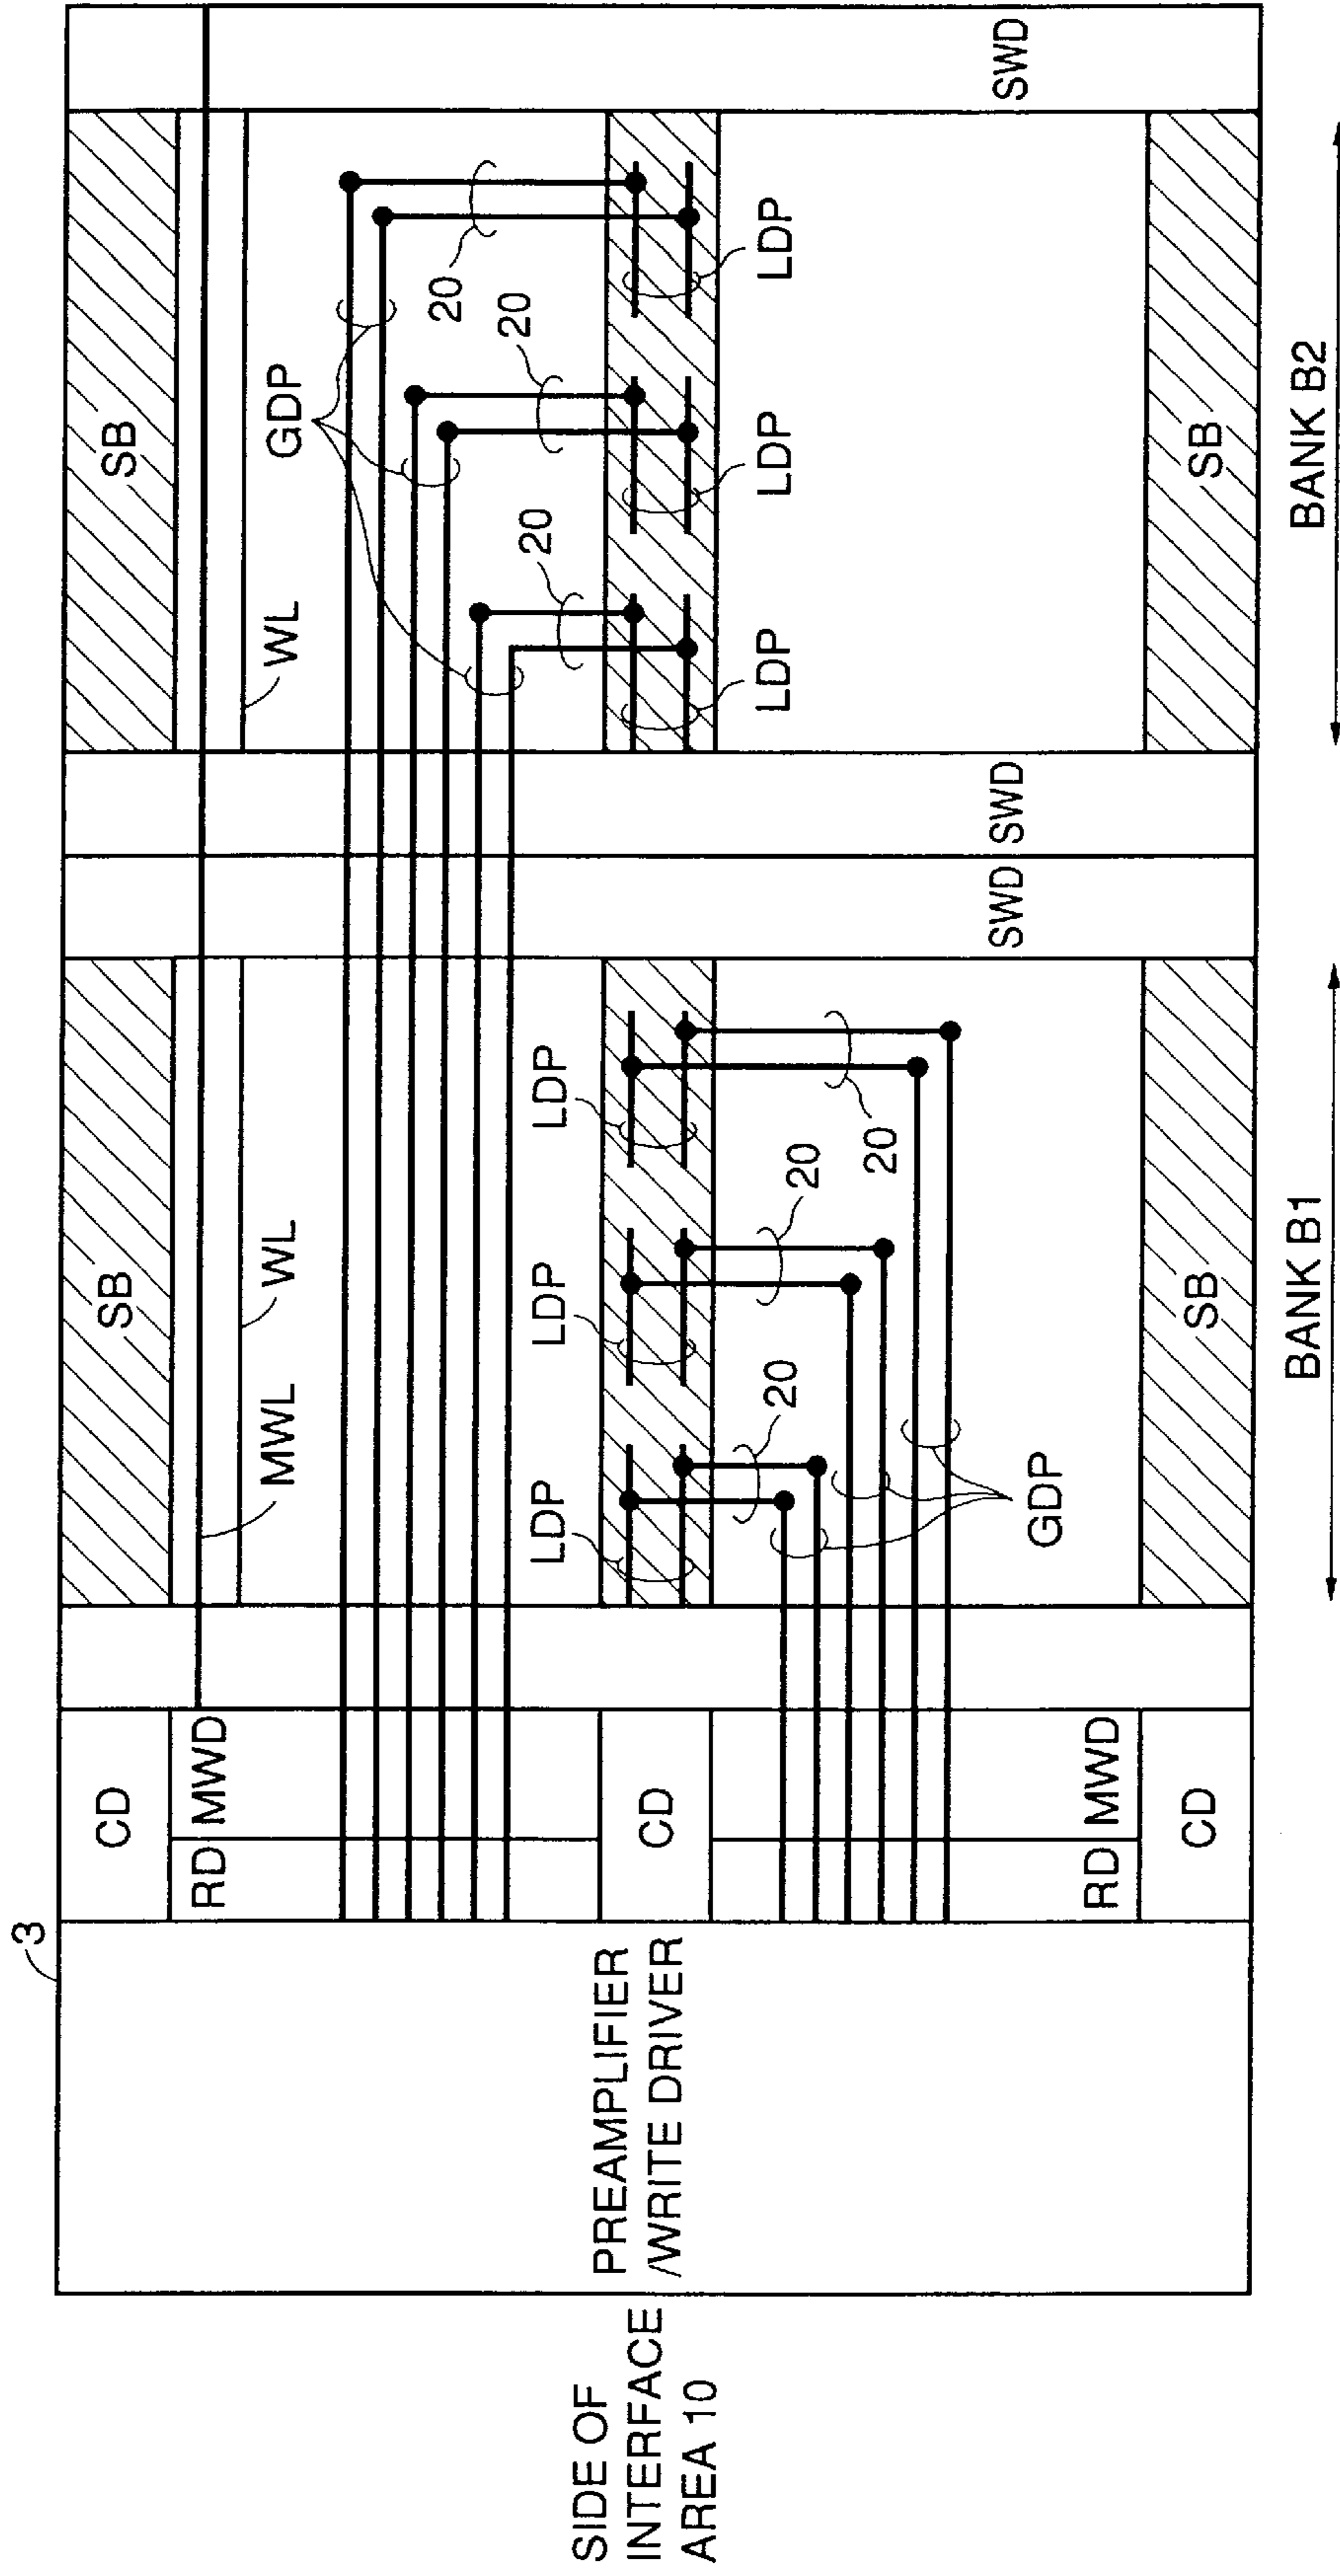 3
CD SB SB
RD MWD
MWL WL WL
GDP
20
20
20
LDP LDP LDP
SIDE OF
INTERFACE
AREA 10
PREAMPLIFIER
/WRITE DRIVER
CD
LDP LDP LDP
20
20
20
SWD SWD SWD
GDP
RD MWD
CD SB SB
BANK B1 BANK B2